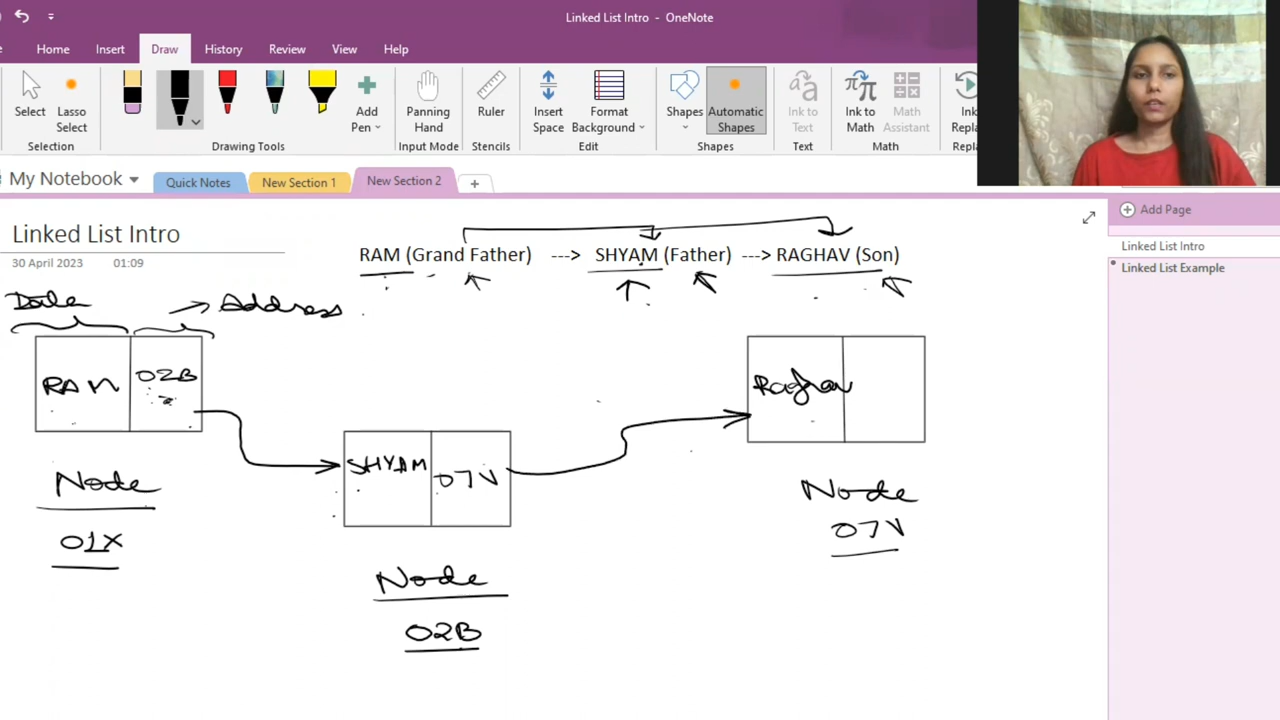 Linked List Intro - OneNote
Home Insert Draw History Review View Help
Select
Lasso Select
Add Pen
Panning Hand
Ruler
Insert Space
Format Background
Shapes
Automatic Shapes
Ink to Text
Ink to Math
Math Assistant
Ink Repla
Selection Drawing Tools Input Mode Stencils Edit Shapes Text Math Repla
My Notebook Quick Notes New Section 1 New Section 2 +
Add Page
Linked List Intro
Linked List Example
Linked List Intro
30 April 2023 01:09
RAM (Grand Father) ---> SHYAM (Father) ---> RAGHAV (Son)
Data Address
RAM 02B
Node
01X
SHYAM 07V
Node
02B
Raghav
Node
07V